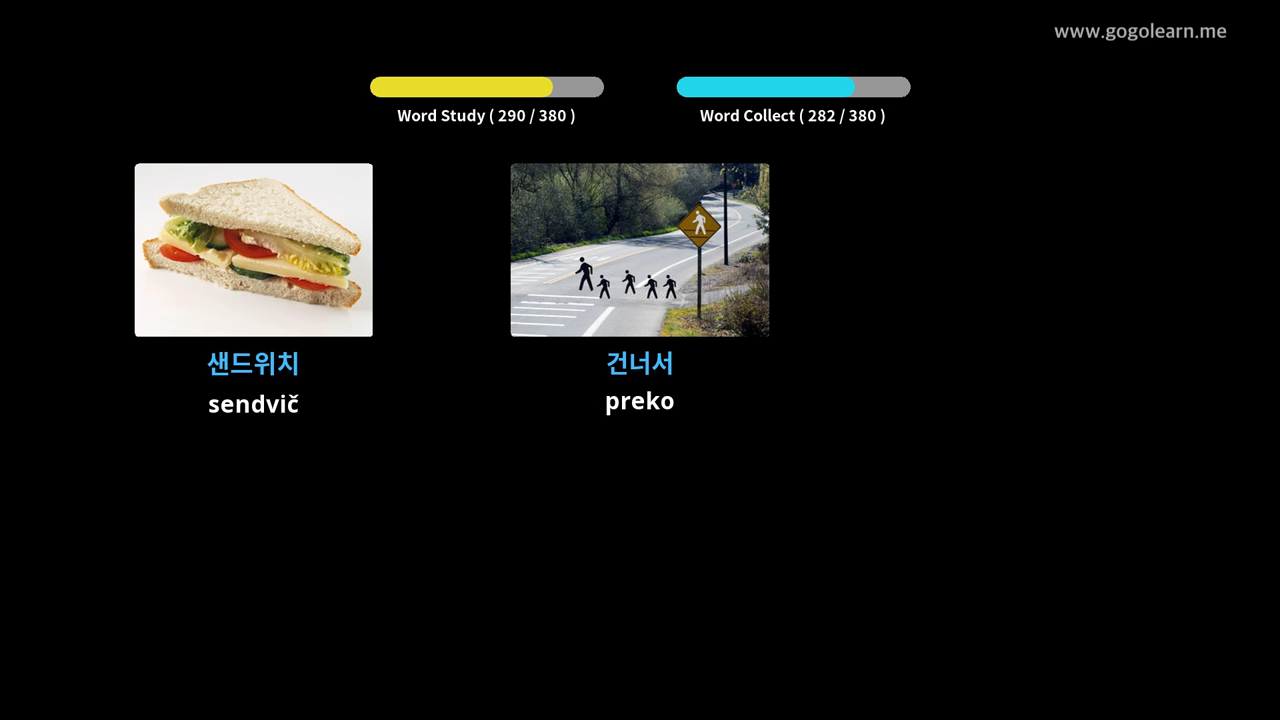 www.gogolearn.me
Word Study ( 290 / 380 )
Word Collect ( 282 / 380 )
샌드위치
sendvič
건너서
preko